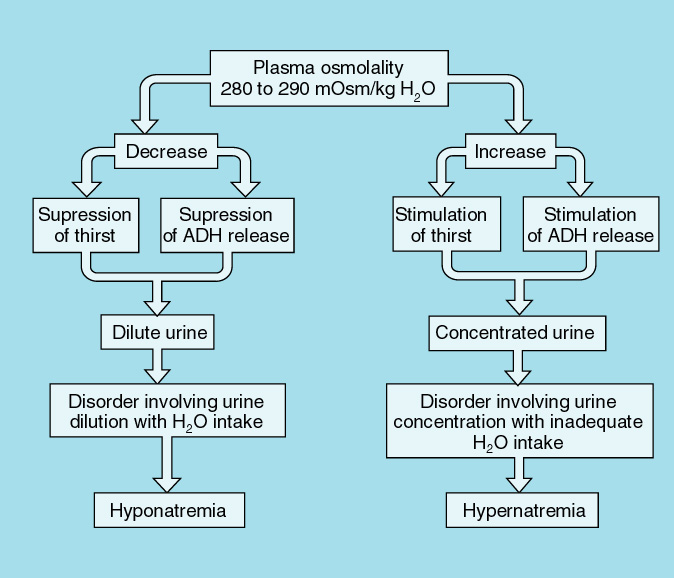 Plasma osmolality
280 to 290 mOsm/kg H₂O
Decrease
Increase
Supression
of thirst
Supression
of ADH release
Stimulation
of thirst
Stimulation
of ADH release
Dilute urine
Concentrated urine
Disorder involving urine
dilution with H₂O intake
Disorder involving urine
concentration with inadequate
H₂O intake
Hyponatremia
Hypernatremia